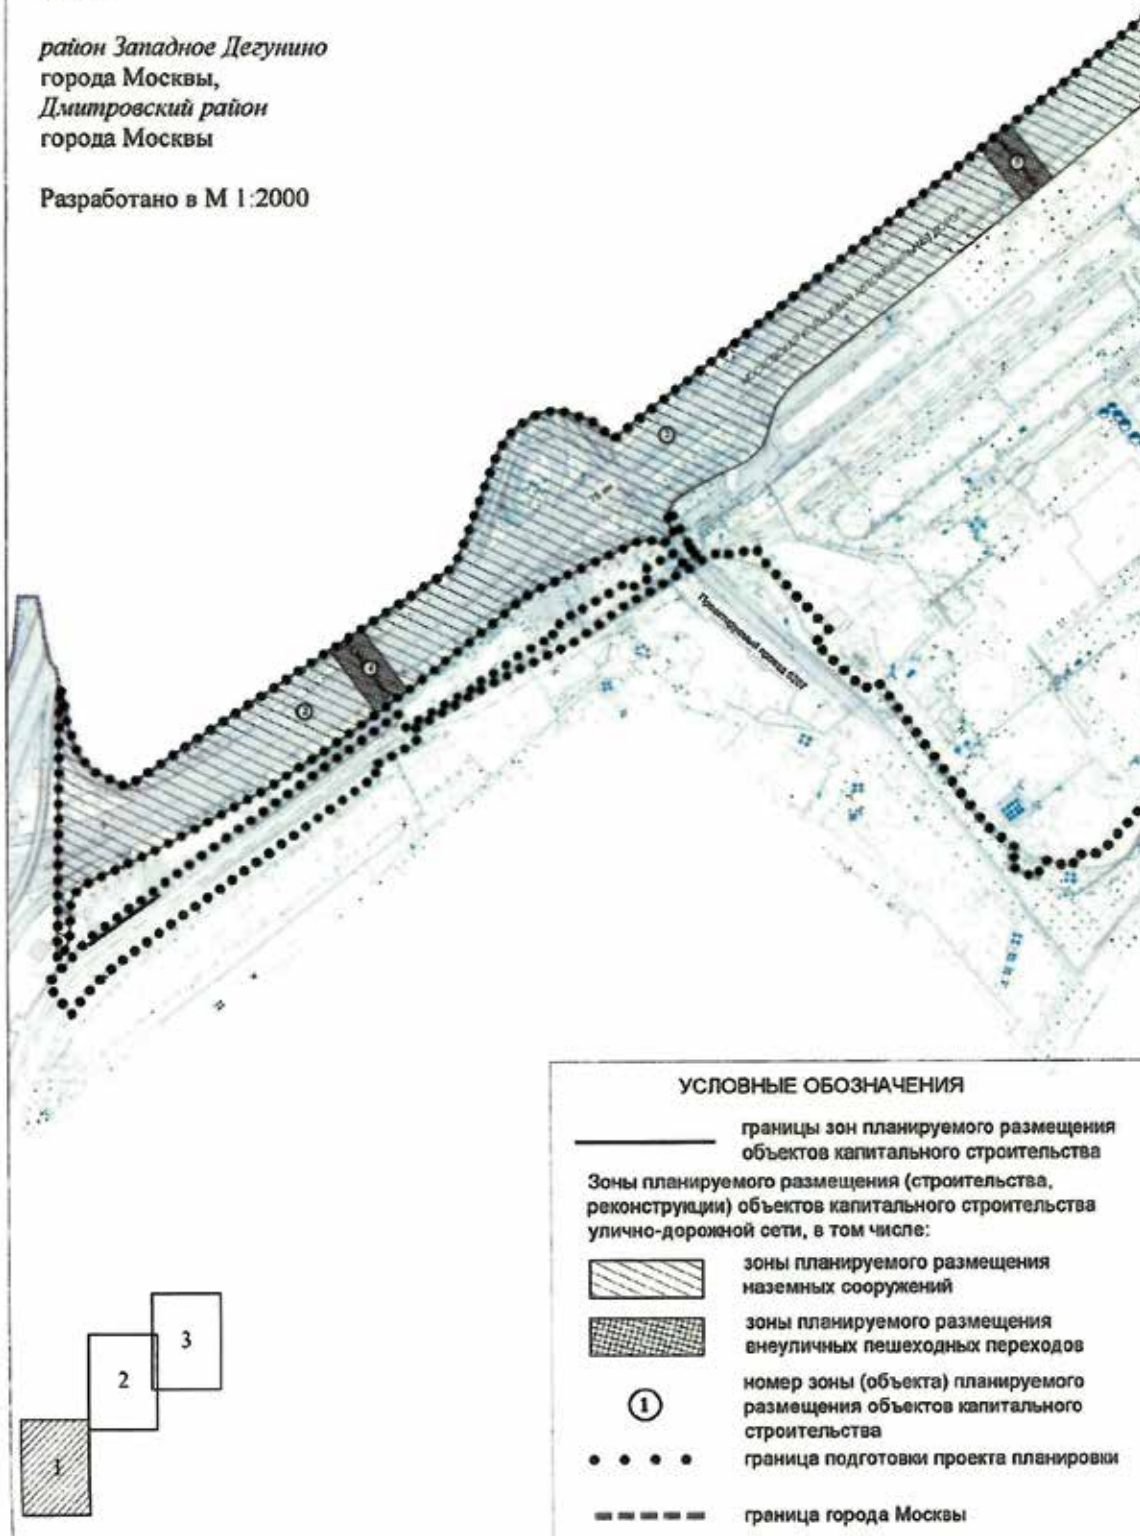 район Западное Дегунино
города Москвы,
Дмитровский район
города Москвы
Разработано в М 1:2000
4
УСЛОВНЫЕ ОБОЗНАЧЕНИЯ
границы зон планируемого размещения
объектов капитального строительства
Зоны планируемого размещения (строительства,
реконструкции) объектов капитального строительства
улично-дорожной сети, в том числе:
зоны планируемого размещения
наземных сооружений
зоны планируемого размещения
внеуличных пешеходных переходов
1
номер зоны (объекта) планируемого
размещения объектов капитального
строительства
граница подготовки проекта планировки
граница города Москвы
3
2
1